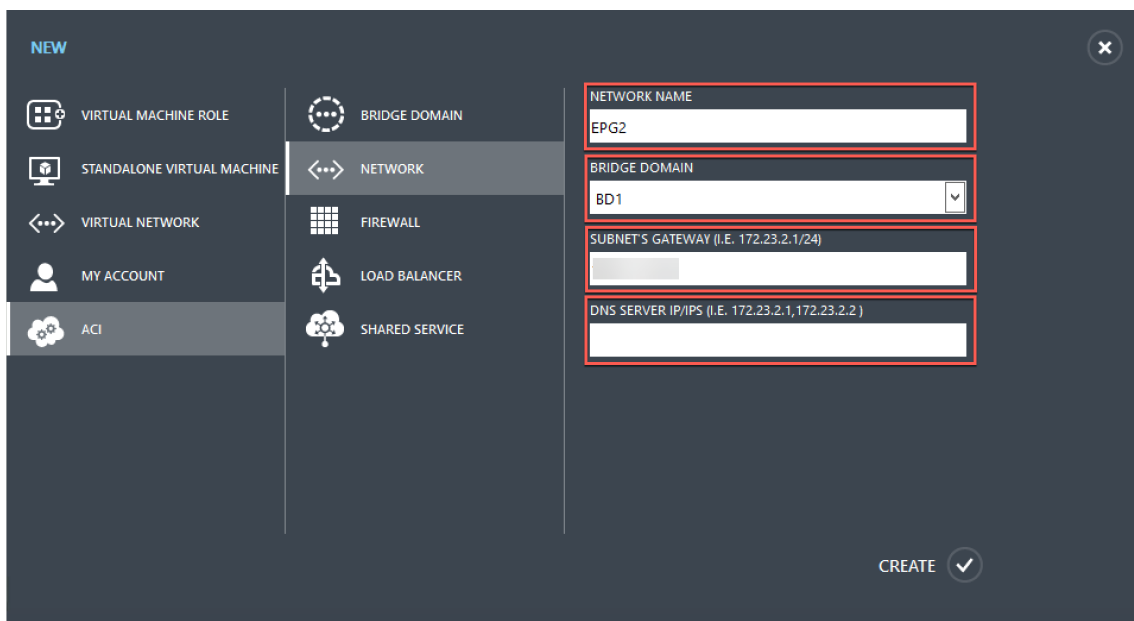 NEW
VIRTUAL MACHINE ROLE
STANDALONE VIRTUAL MACHINE
VIRTUAL NETWORK
MY ACCOUNT
ACI
BRIDGE DOMAIN
NETWORK
FIREWALL
LOAD BALANCER
SHARED SERVICE
NETWORK NAME
EPG2
BRIDGE DOMAIN
BD1
SUBNET'S GATEWAY (I.E. 172.23.2.1/24)
DNS SERVER IP/IPS (I.E. 172.23.2.1,172.23.2.2 )
CREATE